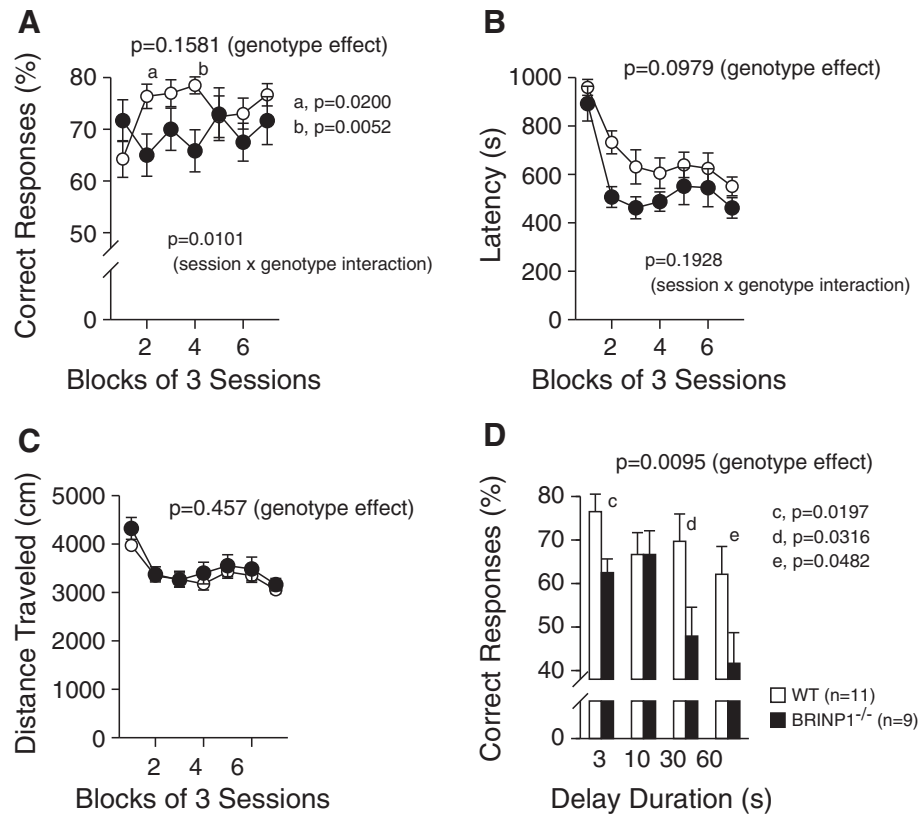 A
p=0.1581 (genotype effect)
a
b
80
70
60
50
0
a, p=0.0200
b, p=0.0052
p=0.0101
(session x genotype interaction)
Correct Responses (%)
2 4 6
Blocks of 3 Sessions
B
p=0.0979 (genotype effect)
1000
800
600
400
200
0
Latency (s)
p=0.1928
(session x genotype interaction)
2 4 6
Blocks of 3 Sessions
C
p=0.457 (genotype effect)
5000
4000
3000
2000
1000
0
Distance Traveled (cm)
2 4 6
Blocks of 3 Sessions
D
p=0.0095 (genotype effect)
80
70
60
50
40
0
Correct Responses (%)
c
d
e
c, p=0.0197
d, p=0.0316
e, p=0.0482
WT (n=11)
BRINP1-/- (n=9)
3 10 30 60
Delay Duration (s)